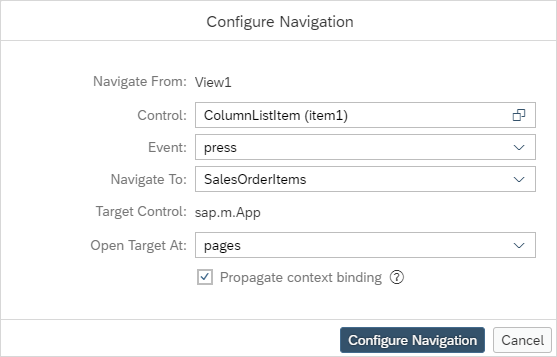 Configure Navigation
Navigate From: View1
Control: ColumnListItem (item1)
Event: press
Navigate To: SalesOrderItems
Target Control: sap.m.App
Open Target At: pages
Propagate context binding ?
Configure Navigation Cancel